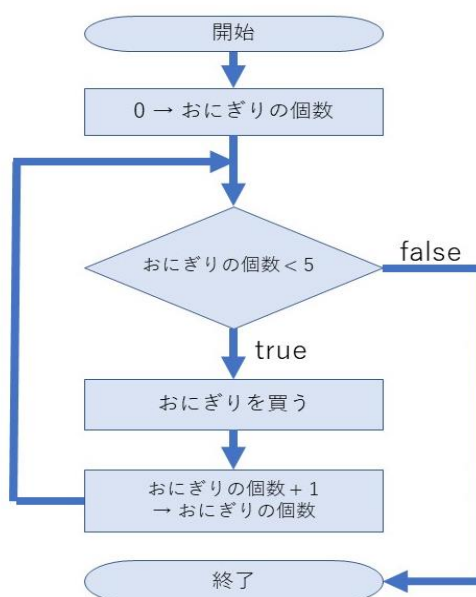 開始
0 → おにぎりの個数
おにぎりの個数 < 5
false
true
おにぎりを買う
おにぎりの個数 + 1
→ おにぎりの個数
終了